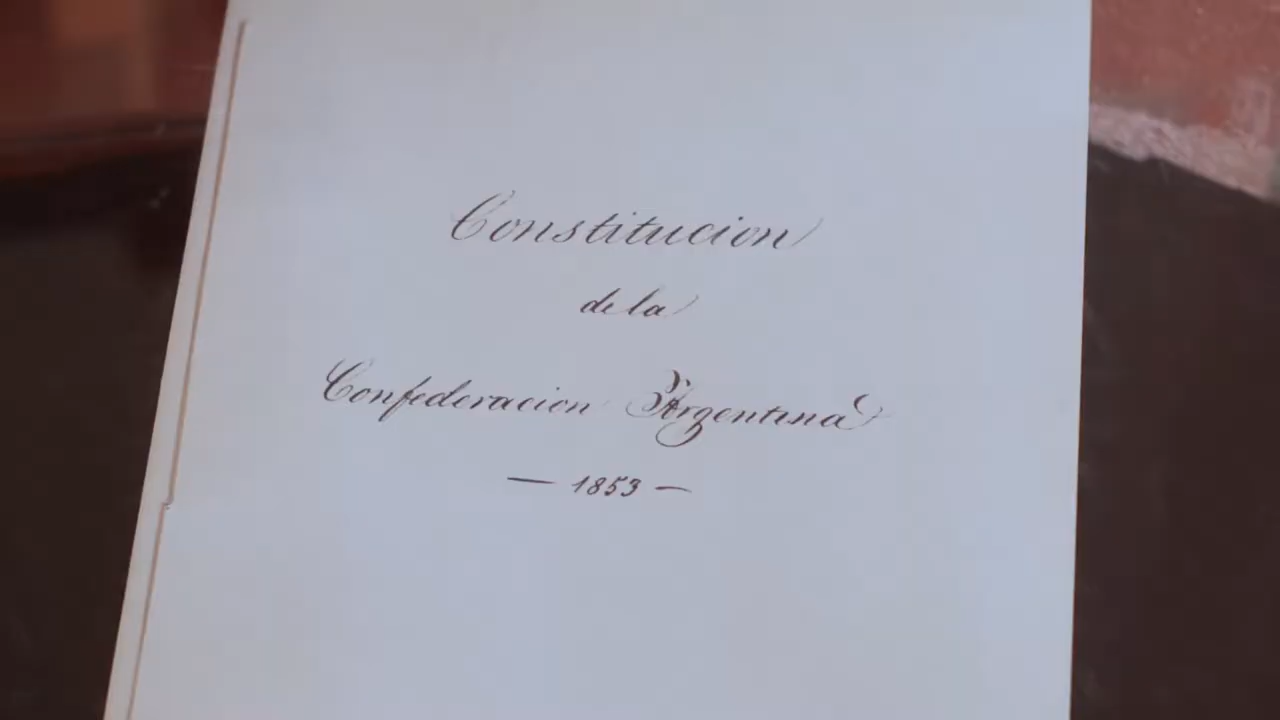 Constitucion
de la
Confederacion Argentina
— 1853 —